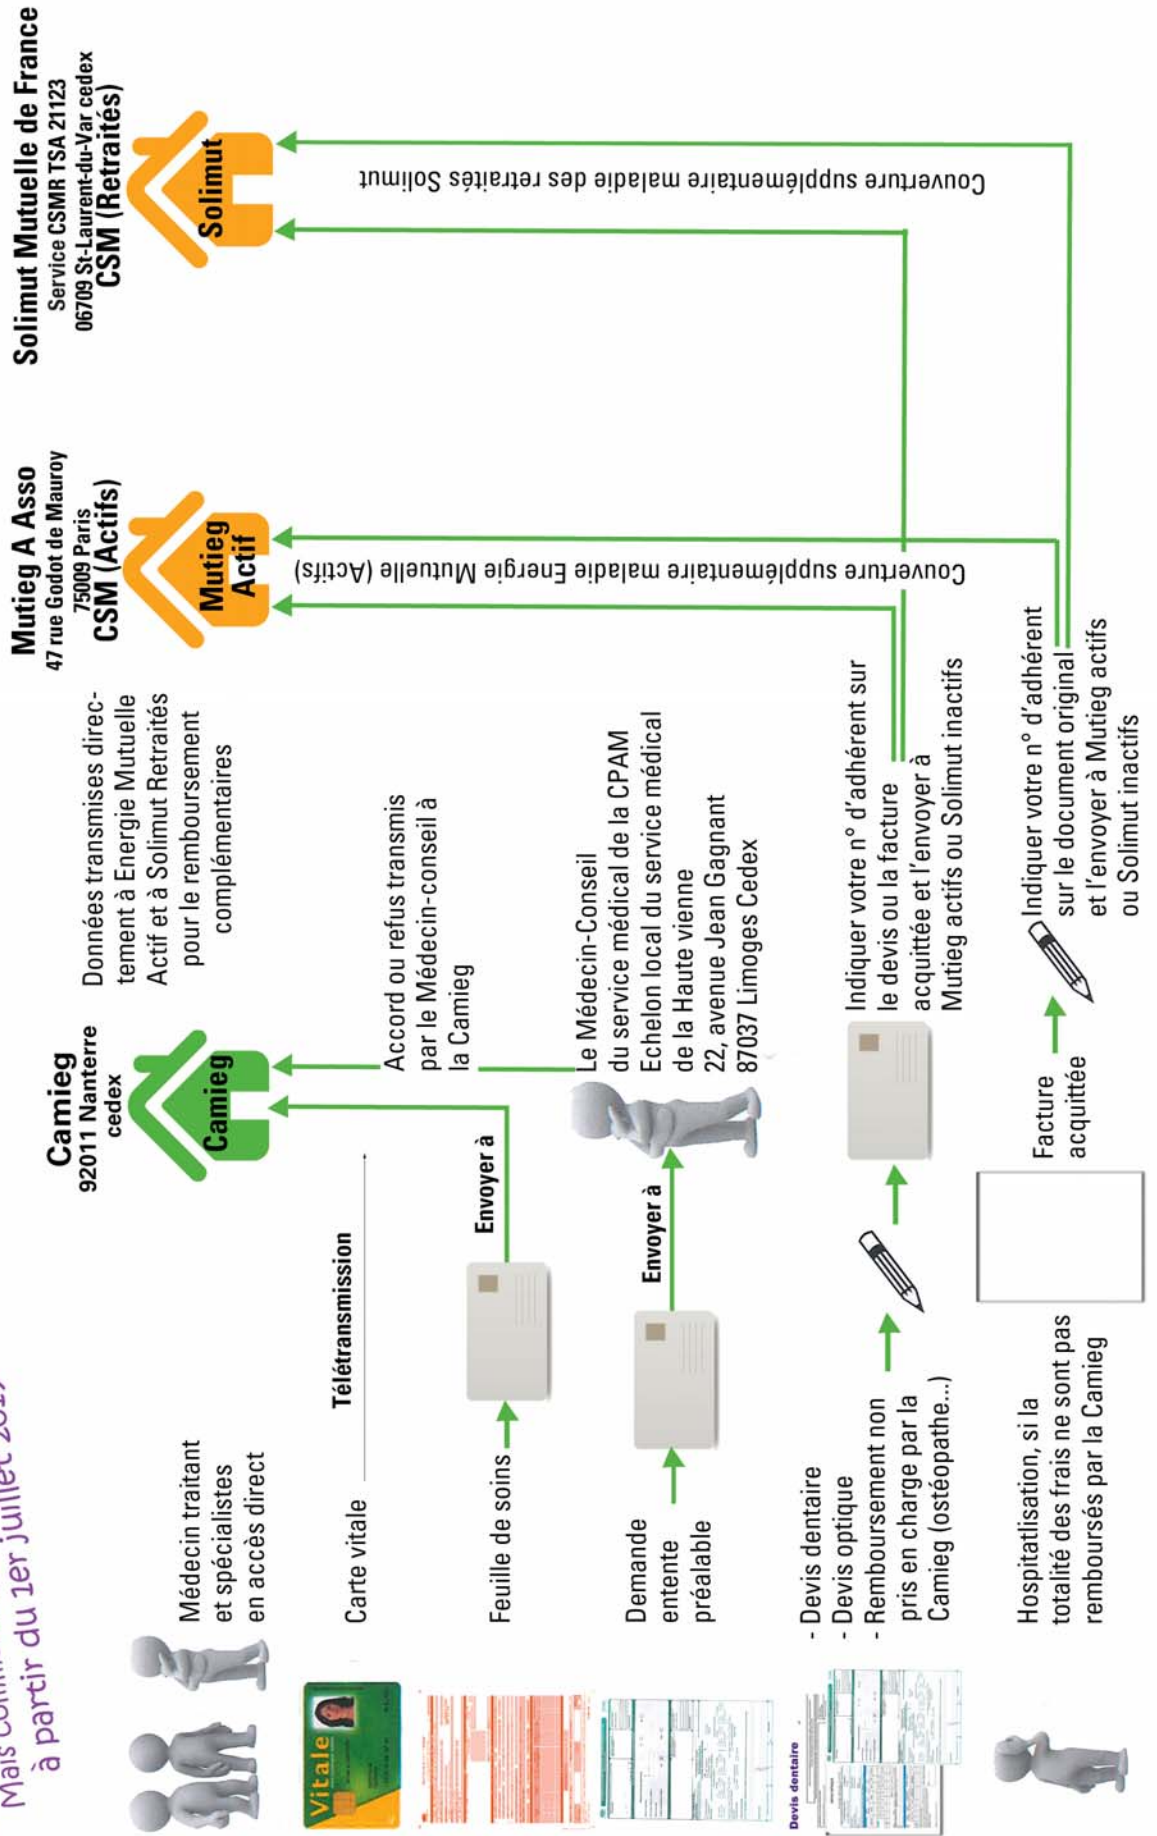 à partir du 1er juillet
Camieg
92011 Nanterre
cedex
Camieg
Données transmises direc-
tement à Energie Mutuelle
Actif et à Solimut Retraités
pour le remboursement
complémentaires
Mutieg A Asso
47 rue Godot de Mauroy
75009 Paris
CSM (Actifs)
Mutieg
Actif
Solimut Mutuelle de France
Service CSMR TSA 21123
06709 St-Laurent-du-Var cedex
CSM (Retraités)
Solimut
Médecin traitant
et spécialistes
en accès direct
Vitale
Carte vitale
Télétransmission
Accord ou refus transmis
par le Médecin-conseil à
la Camieg
Feuille de soins
Envoyer à
Demande
entente
préalable
Envoyer à
Le Médecin-Conseil
du service médical de la CPAM
Echelon local du service médical
de la Haute vienne
22, avenue Jean Gagnant
87037 Limoges Cedex
Couverture supplémentaire maladie Energie Mutuelle (Actifs)
Couverture supplémentaire maladie des retraités Solimut
Devis dentaire
- Devis dentaire
- Devis optique
- Remboursement non
pris en charge par la
Camieg (ostéopathe...)
Indiquer votre n° d'adhérent sur
le devis ou la facture
acquittée et l'envoyer à
Mutieg actifs ou Solimut inactifs
Hospitatlisation, si la
totalité des frais ne sont pas
remboursés par la Camieg
Facture
acquittée
Indiquer votre n° d'adhérent
sur le document original
et l'envoyer à Mutieg actifs
ou Solimut inactifs